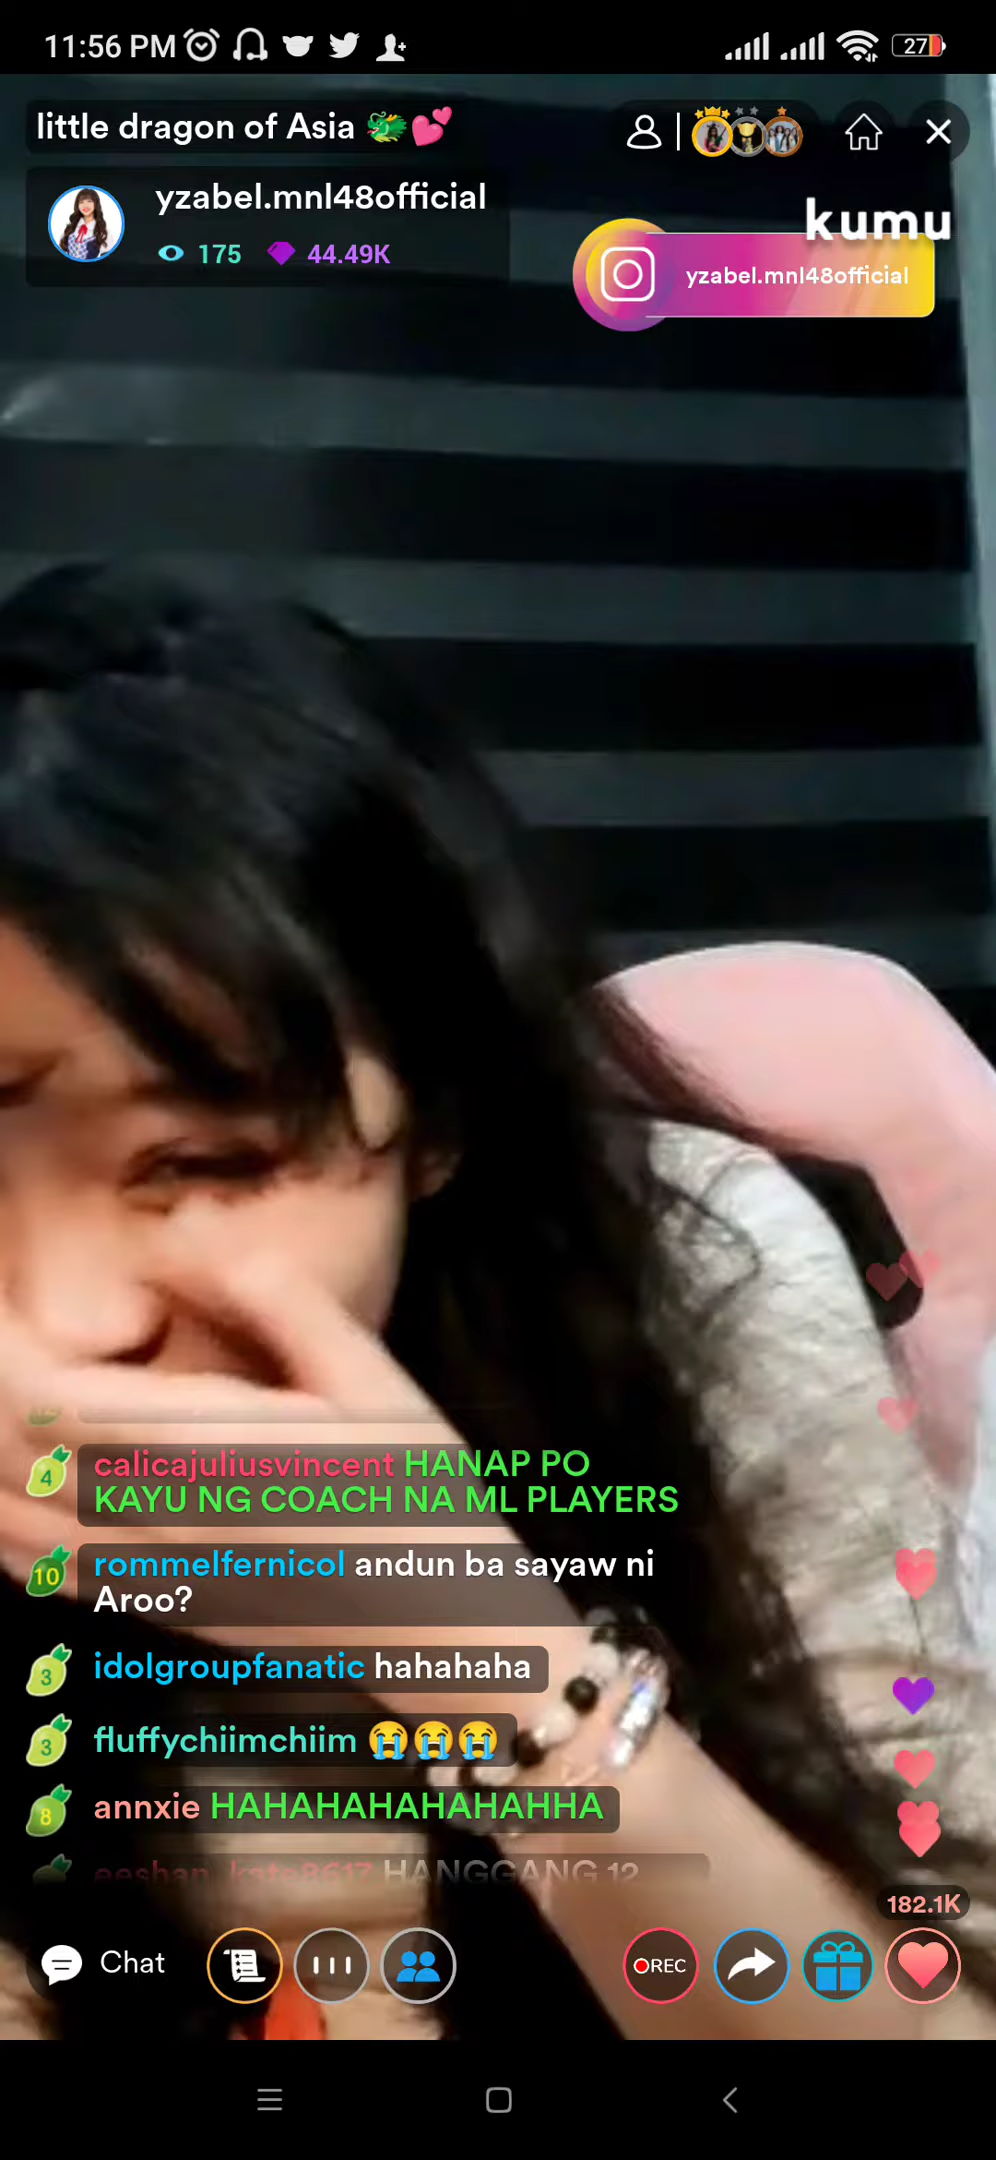 11:56 PM
27
little dragon of Asia 🐉💕
yzabel.mnl48official
175 44.49K
kumu
yzabel.mnl48official
4 calicajuliusvincent HANAP PO
KAYU NG COACH NA ML PLAYERS
10 rommelfernicol andun ba sayaw ni
Aroo?
3 idolgroupfanatic hahahaha
3 fluffychiimchiim 😭😭😭
8 annxie HAHAHAHAHAHAHHA
eeshan_kate8617 HANGGANG 12
182.1K
Chat
REC